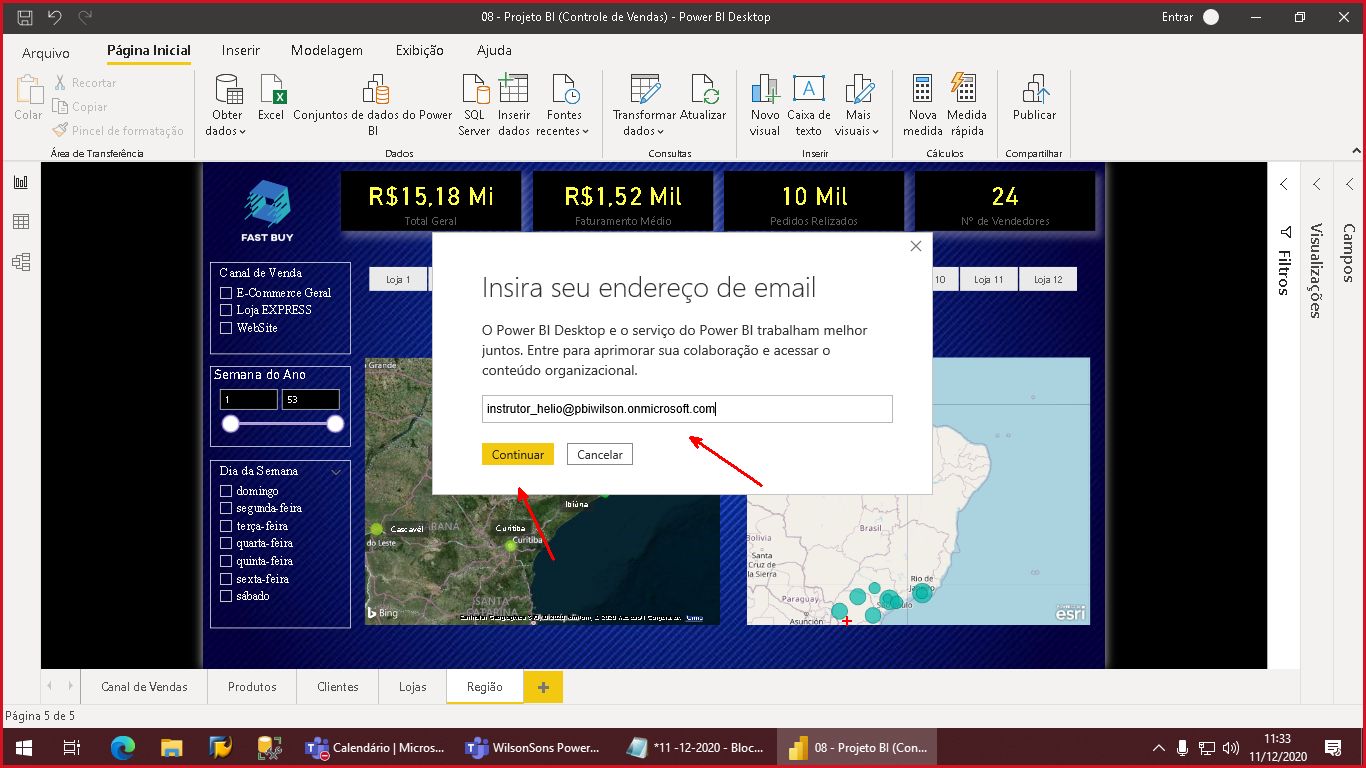 08 - Projeto BI (Controle de Vendas) - Power BI Desktop
Entrar
Arquivo
Página Inicial
Inserir
Modelagem
Exibição
Ajuda
Colar
Recortar
Copiar
Pincel de formatação
Área de Transferência
Obter dados
Excel
Conjuntos de dados do Power BI
SQL Server
Inserir dados
Fontes recentes
Dados
Transformar dados
Atualizar
Consultas
Novo visual
Caixa de texto
Mais visuais
Inserir
Nova medida
Medida rápida
Cálculos
Publicar
Compartilhar
FAST BUY
R$15,18 Mi
Total Geral
R$1,52 Mil
Faturamento Médio
10 Mil
Pedidos Relizados
24
Nº de Vendedores
Canal de Venda
E-Commerce Geral
Loja EXPRESS
WebSite
Loja 1
10
Loja 11
Loja 12
Insira seu endereço de email
O Power BI Desktop e o serviço do Power BI trabalham melhor
juntos. Entre para aprimorar sua colaboração e acessar o
conteúdo organizacional.
instrutor_helio@pbiwilson.onmicrosoft.com
Continuar
Cancelar
Semana do Ano
1
53
Dia da Semana
domingo
segunda-feira
terça-feira
quarta-feira
quinta-feira
sexta-feira
sábado
Grande
Ibiúna
Cascavél
RANÁ
do Leste
Curitiba
Curitiba
SANTA
CATARINA
Bing
Brasil
Bolivia
Santa
Cruz de
la Sierra
Paraguay
Asunción
Rio de
esri
Filtros
Visualizações
Campos
Canal de Vendas
Produtos
Clientes
Lojas
Região
Página 5 de 5
Calendário | Micros...
WilsonSons Power...
*11 -12-2020 - Bloc...
08 - Projeto BI (Con...
11:33
11/12/2020